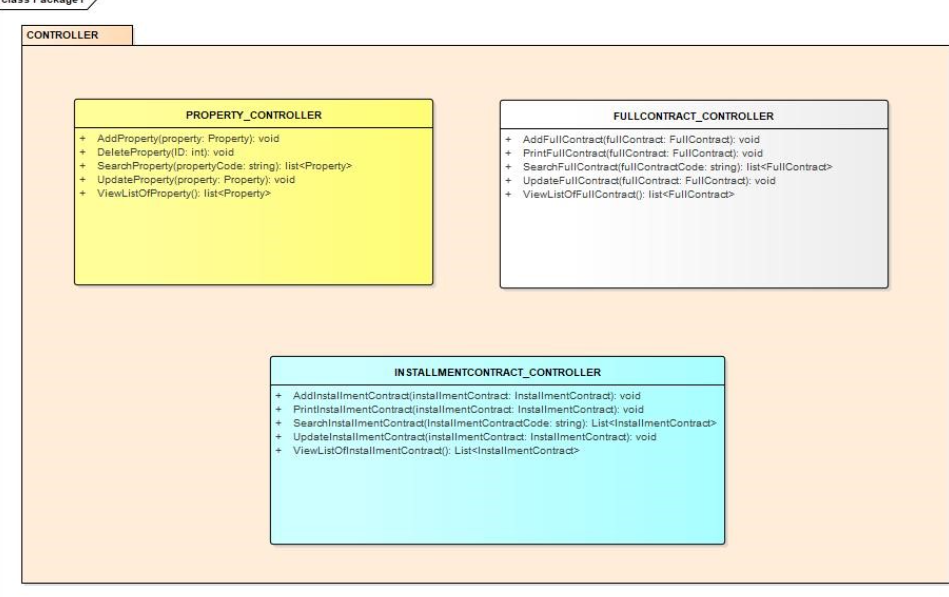 class Package1
CONTROLLER
PROPERTY_CONTROLLER
+ AddProperty(property: Property): void
+ DeleteProperty(ID: int): void
+ SearchProperty(propertyCode: string): list<Property>
+ UpdateProperty(property: Property): void
+ ViewListOfProperty(): list<Property>
FULLCONTRACT_CONTROLLER
+ AddFullContract(fullContract: FullContract): void
+ PrintFullContract(fullContract: FullContract): void
+ SearchFullContract(fullContractCode: string): list<FullContract>
+ UpdateFullContract(fullContract: FullContract): void
+ ViewListOfFullContract(): list<FullContract>
INSTALLMENTCONTRACT_CONTROLLER
+ AddInstallmentContract(installmentContract: InstallmentContract): void
+ PrintInstallmentContract(installmentContract: InstallmentContract): void
+ SearchInstallmentContract(InstallmentContractCode: string): List<InstallmentContract>
+ UpdateInstallmentContract(installmentContract: InstallmentContract): void
+ ViewListOfInstallmentContract(): List<InstallmentContract>